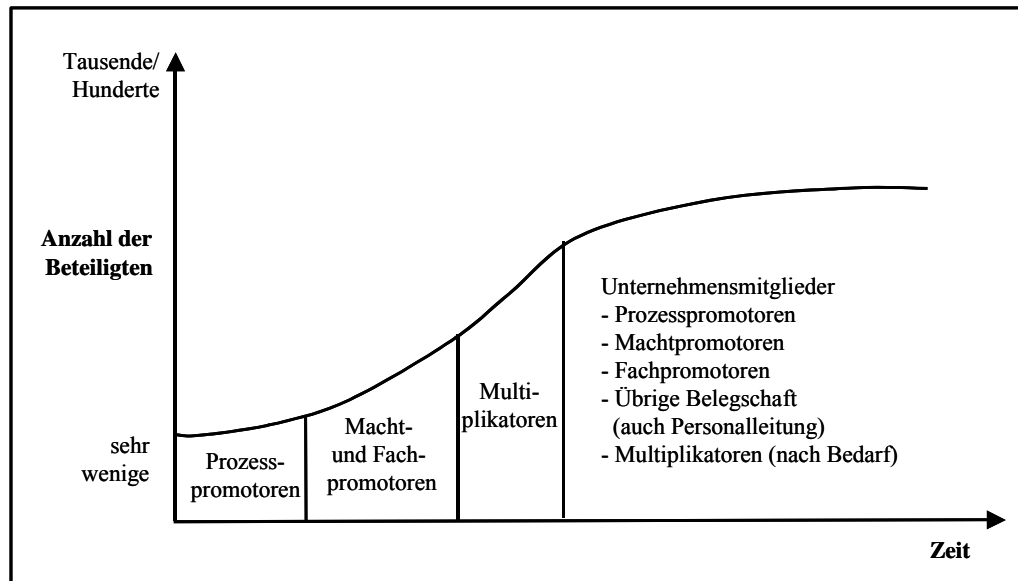 Tausende/
Hunderte
Anzahl der
Beteiligten
sehr
wenige
Prozess-
promotoren
Macht-
und Fach-
promotoren
Multi-
plikatoren
Unternehmensmitglieder
- Prozesspromotoren
- Machtpromotoren
- Fachpromotoren
- Übrige Belegschaft
(auch Personalleitung)
- Multiplikatoren (nach Bedarf)
Zeit